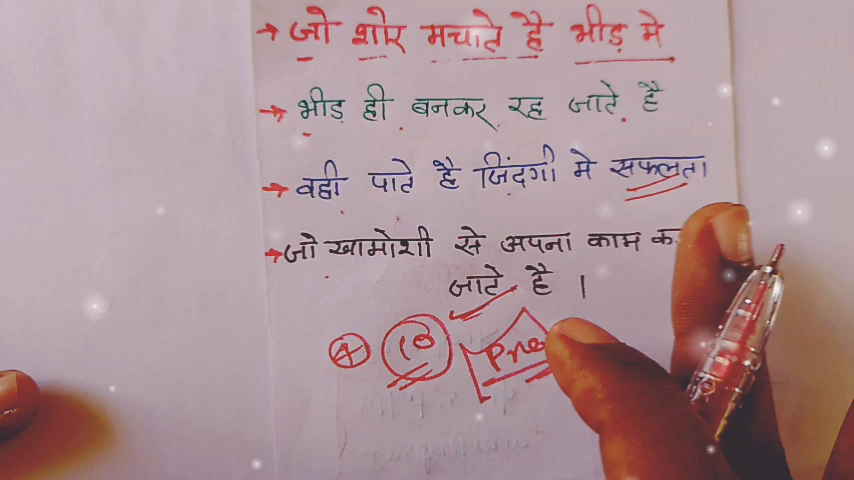 → जो शोर मचाते है भीड़ मे
→ भीड़ ही बनकर रह जाते है
→ वही पाते है जिंदगी मे सफलता
→ जो खामोशी से अपना काम
जाते है ।